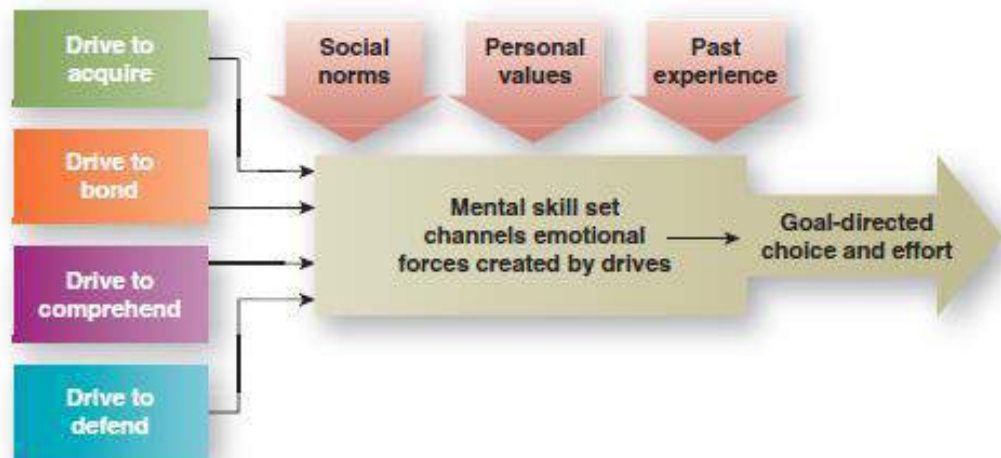 Drive to
acquire
Drive to
bond
Drive to
comprehend
Drive to
defend
Social
norms
Personal
values
Past
experience
Mental skill set
channels emotional
forces created by drives
Goal-directed
choice and effort